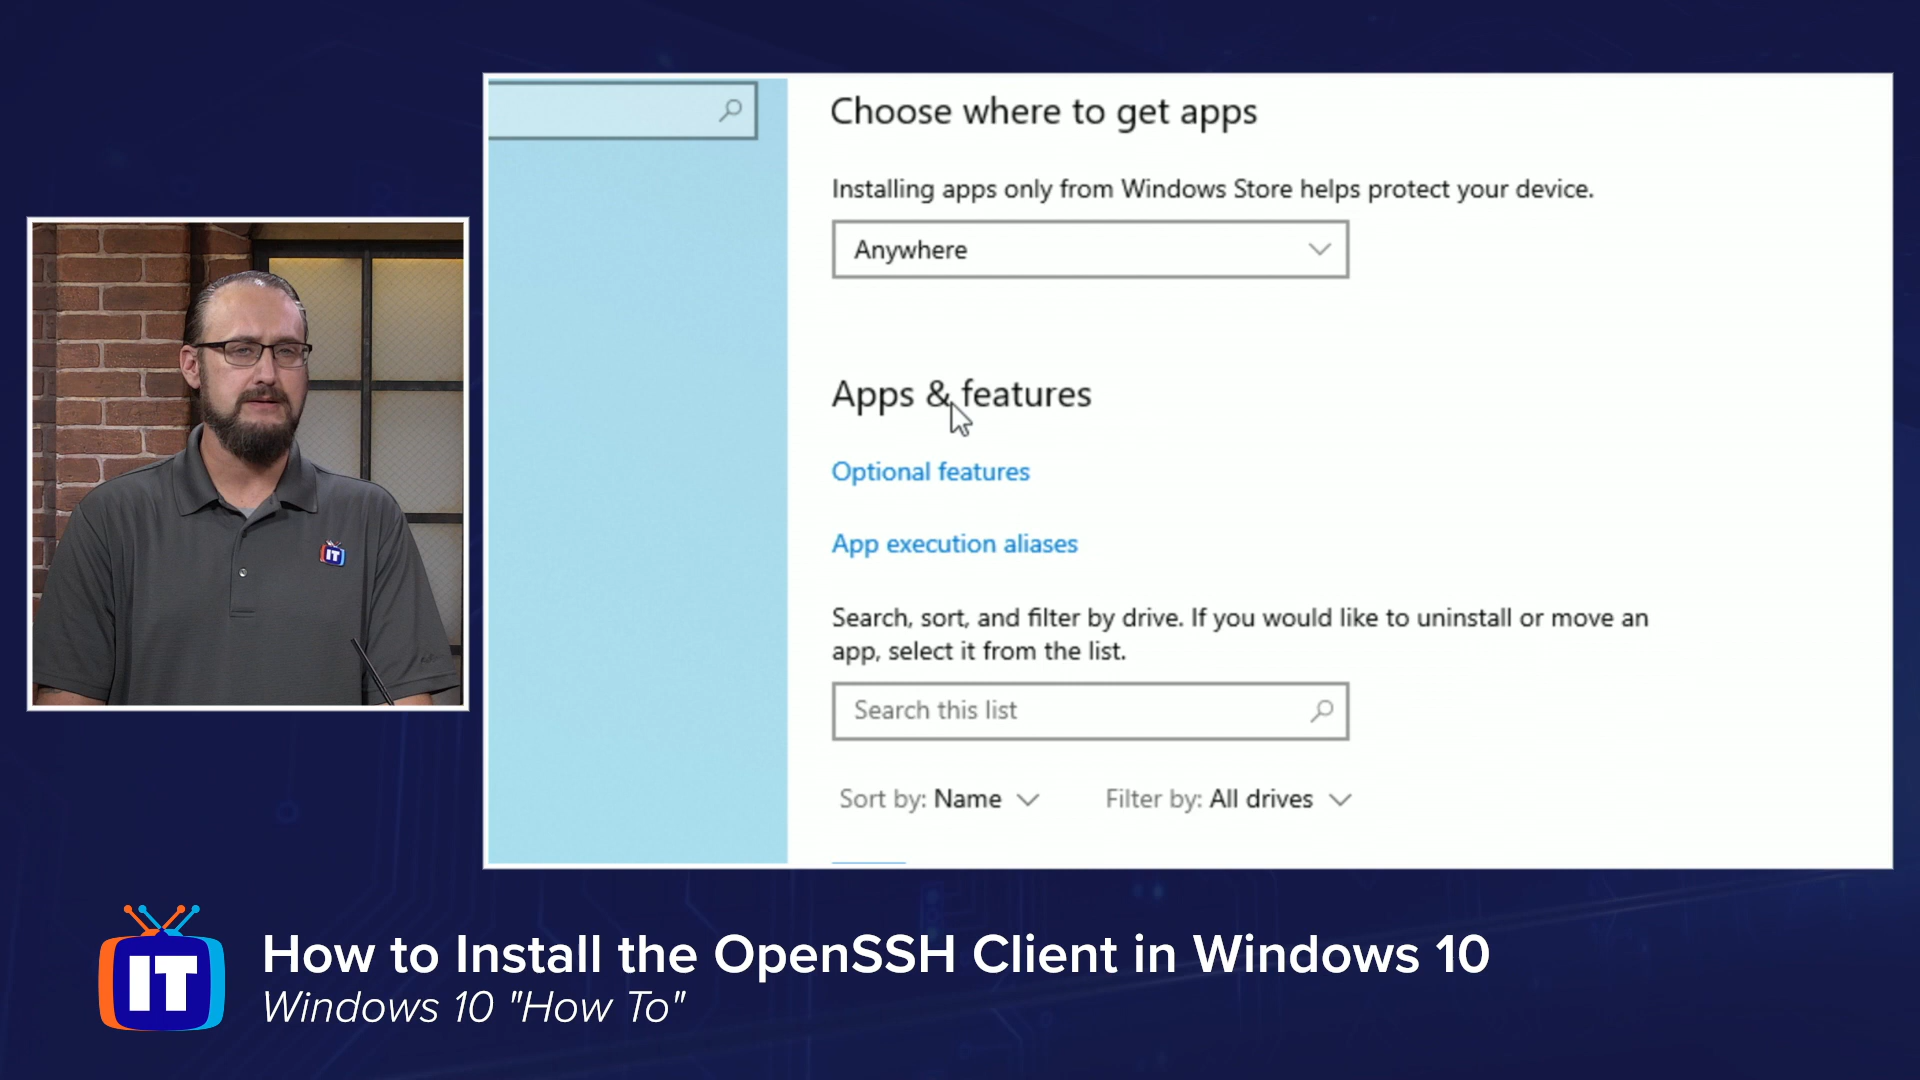 Choose where to get apps
Installing apps only from Windows Store helps protect your device.
Anywhere
Apps & features
Optional features
App execution aliases
Search, sort, and filter by drive. If you would like to uninstall or move an
app, select it from the list.
Search this list
Sort by: Name
Filter by: All drives
IT
IT
How to Install the OpenSSH Client in Windows 10
Windows 10 "How To"